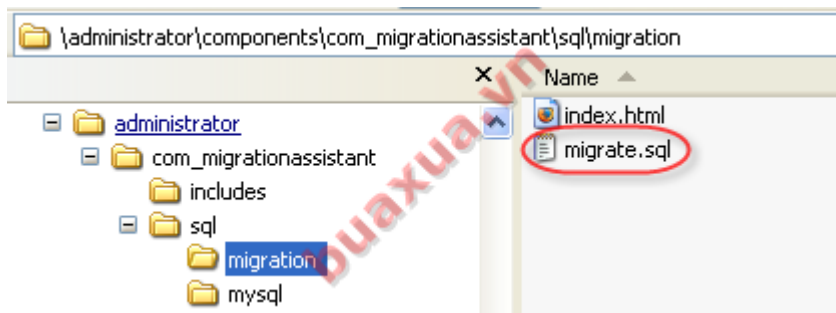 \administrator\components\com_migrationassistant\sql\migration
Name
administrator
com_migrationassistant
includes
sql
migration
mysql
index.html
migrate.sql
buaxua.vn